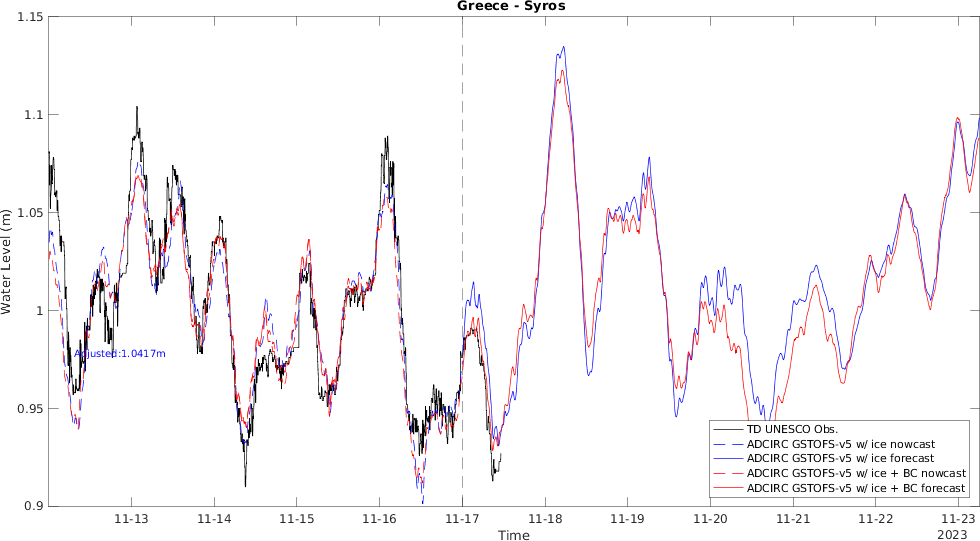 Greece - Syros
Water Level (m)
1.15
1.1
1.05
1
0.95
0.9
Adjusted:1.0417m
TD UNESCO Obs.
ADCIRC GSTOFS-v5 w/ ice nowcast
ADCIRC GSTOFS-v5 w/ ice forecast
ADCIRC GSTOFS-v5 w/ ice + BC nowcast
ADCIRC GSTOFS-v5 w/ ice + BC forecast
11-13 11-14 11-15 11-16 11-17 11-18 11-19 11-20 11-21 11-22 11-23
Time
2023